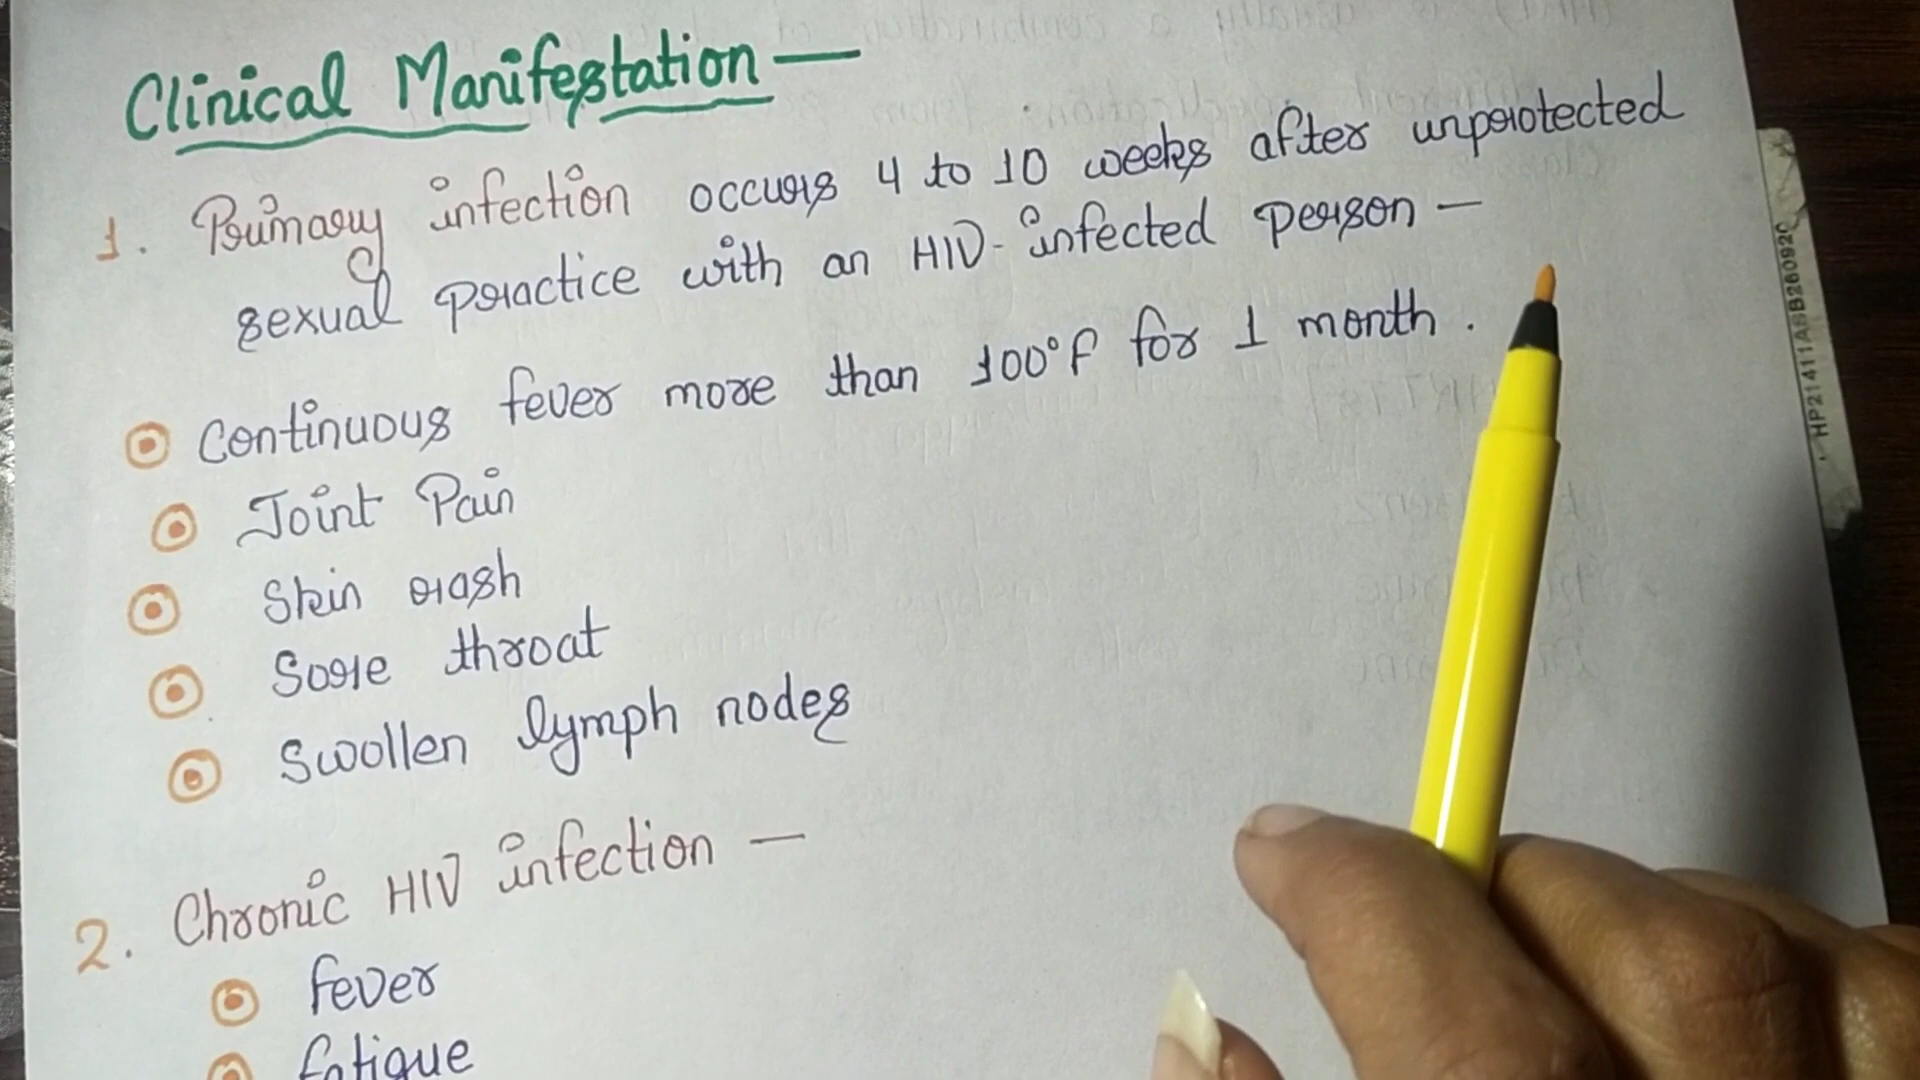 Clinical Manifestation —
1. Primary infection occurs 4 to 10 weeks after unprotected
sexual practice with an HIV-infected person —
Continuous fever more than 100°F for 1 month.
Joint Pain
Skin rash
Sore throat
Swollen lymph nodes
2. Chronic HIV infection —
fever
fatigue